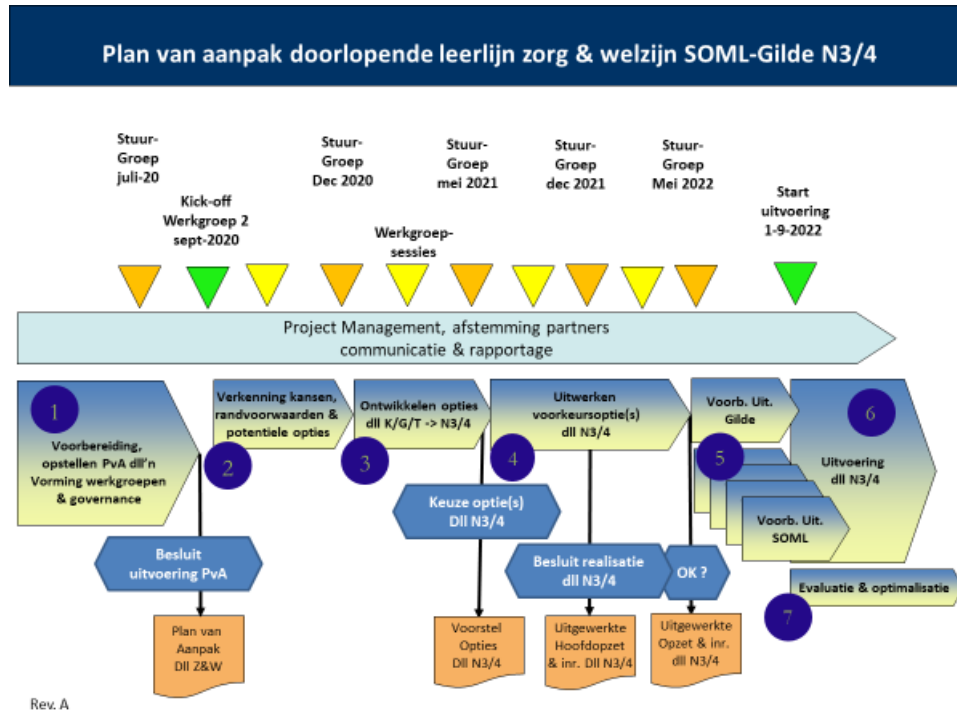 Plan van aanpak doorlopende leerlijn zorg & welzijn SOML-Gilde N3/4
Stuur-
Groep
juli-20
Kick-off
Werkgroep 2
sept-2020
Stuur-
Groep
Dec 2020
Werkgroep-
sessies
Stuur-
Groep
mei 2021
Stuur-
Groep
dec 2021
Stuur-
Groep
Mei 2022
Start
uitvoering
1-9-2022
Project Management, afstemming partners
communicatie & rapportage
1
Voorbereiding,
opstellen PvA dll'n
Vorming werkgroepen
& governance
Verkenning kansen,
randvoorwaarden &
potentiele opties
2
Ontwikkelen opties
dll K/G/T -> N3/4
3
Uitwerken
voorkeursoptie(s)
dll N3/4
4
Voorb. Uit.
Gilde
5
Voorb. Uit.
SOML
6
Uitvoering
dll N3/4
Evaluatie & optimalisatie
7
Besluit
uitvoering PvA
Keuze optie(s)
Dll N3/4
Besluit realisatie
dll N3/4
OK ?
Plan van
Aanpak
Dll Z&W
Voorstel
Opties
Dll N3/4
Uitgewerkte
Hoofdopzet
& inr. Dll N3/4
Uitgewerkte
Opzet & inr.
dll N3/4
Rev. A